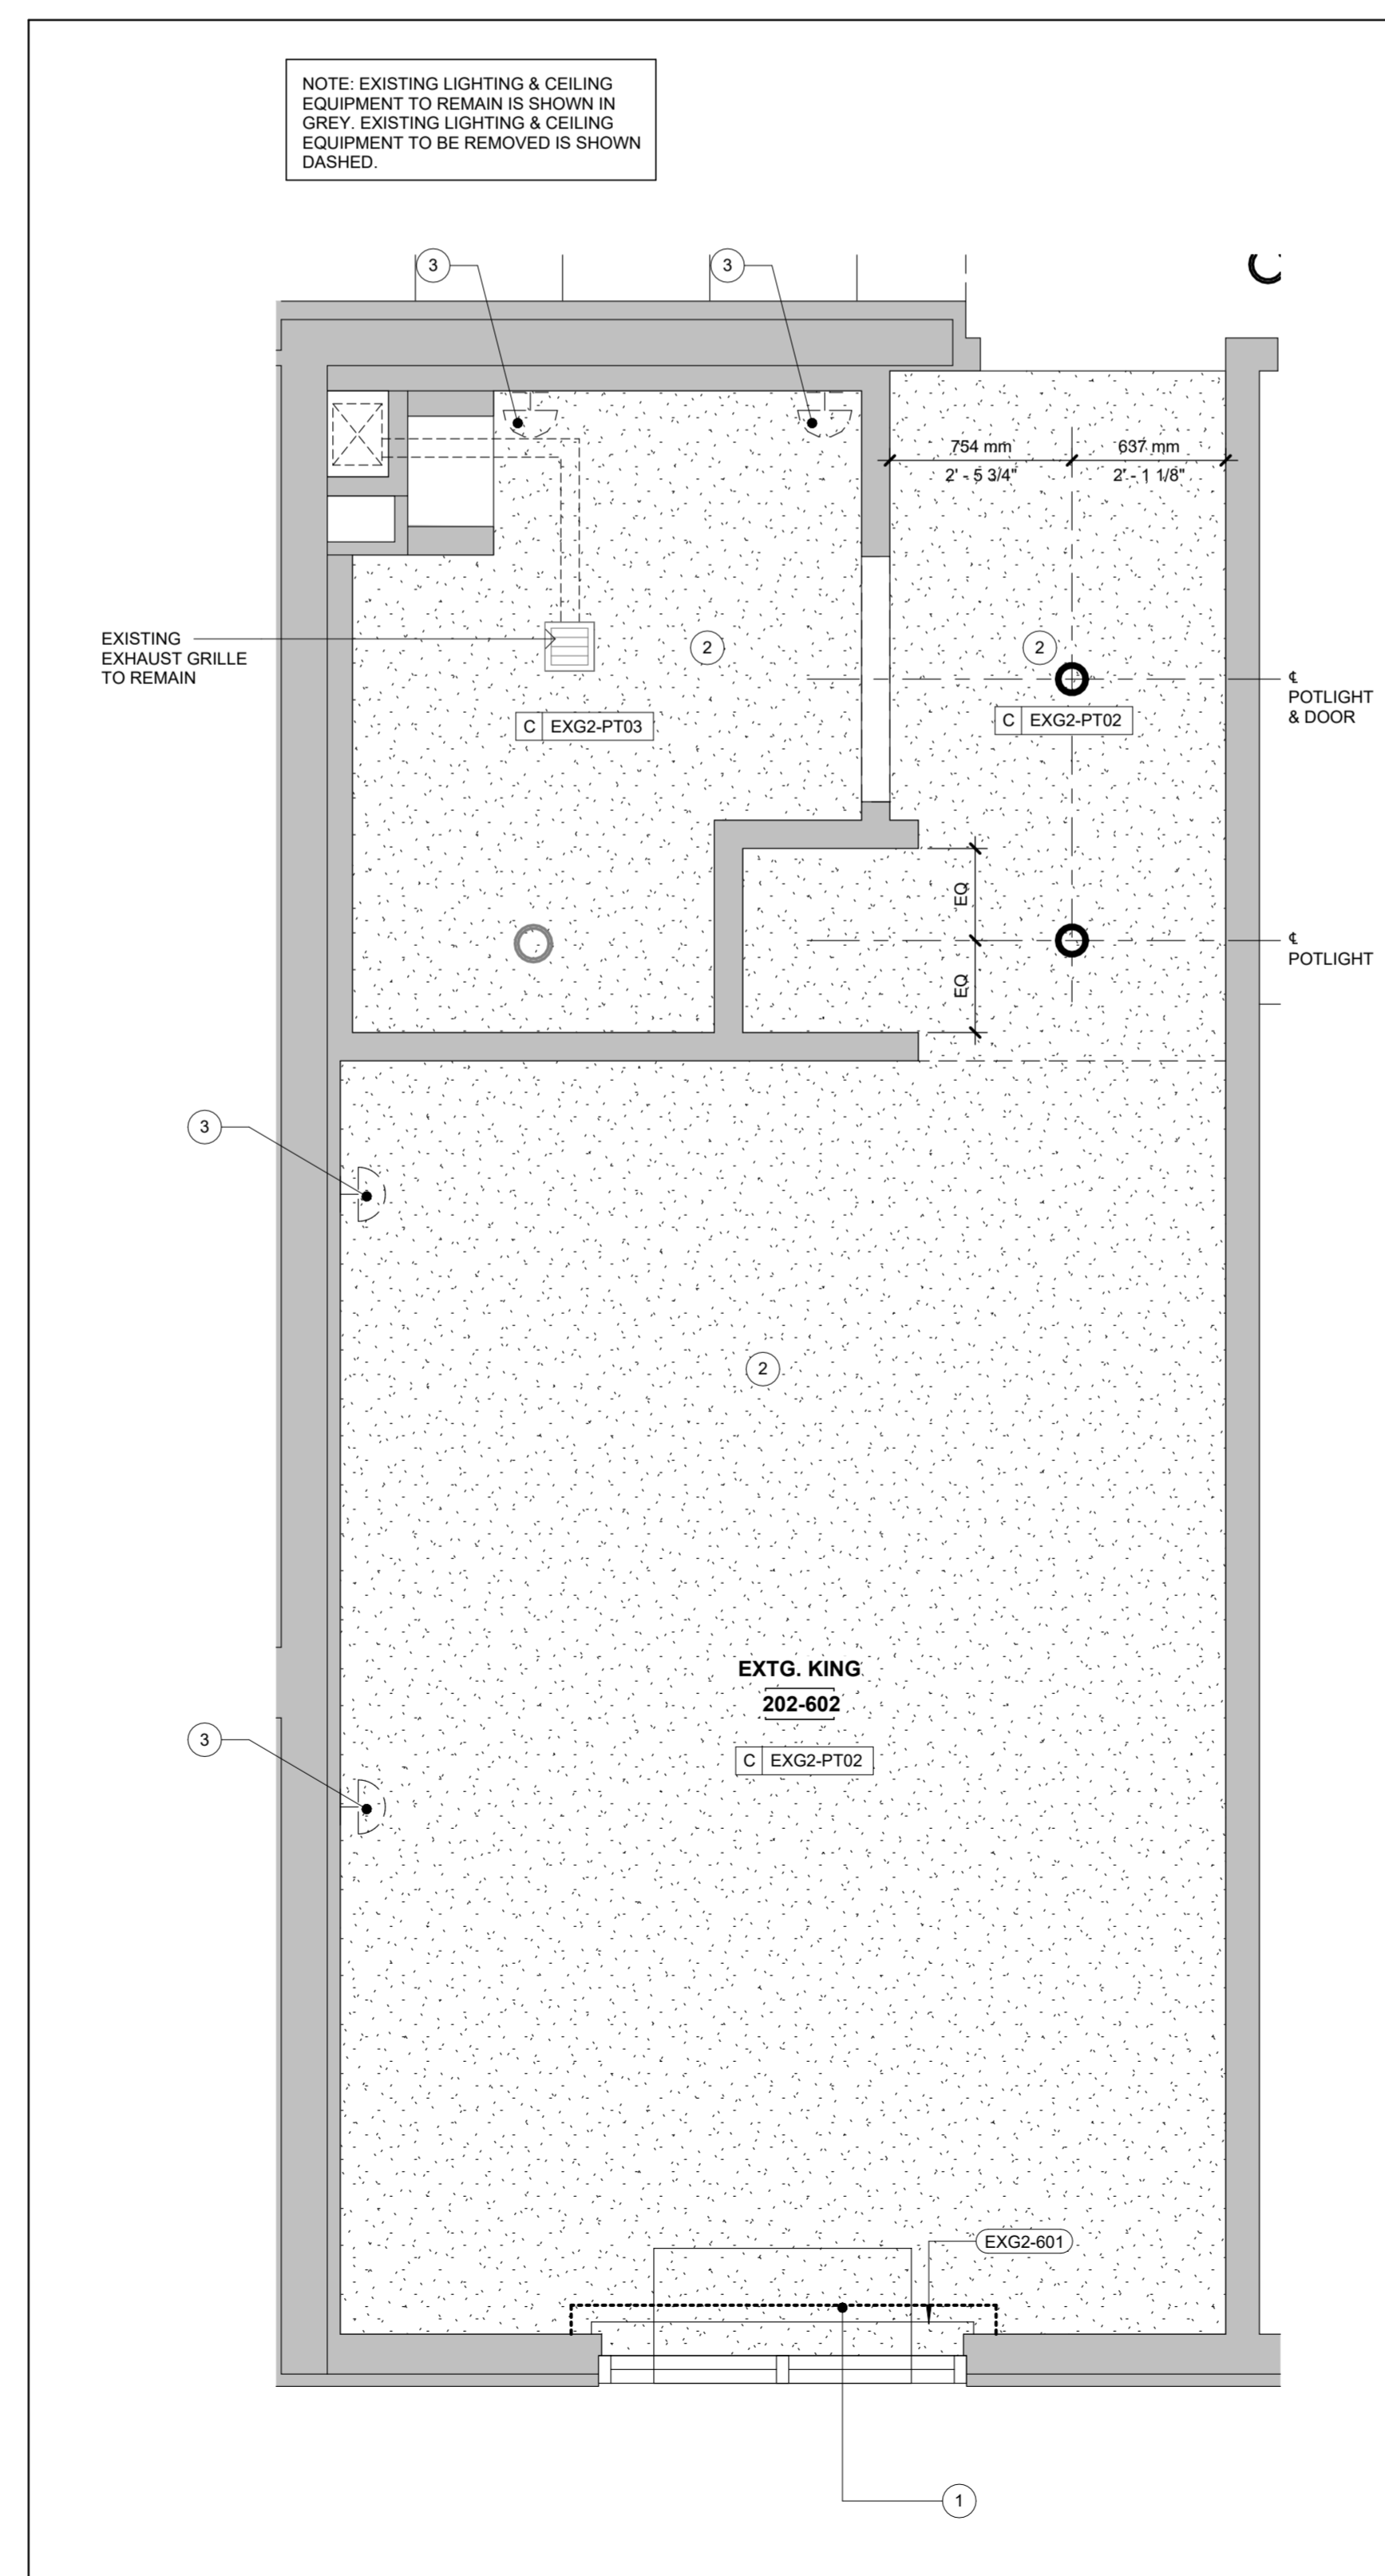 NOTE: EXISTING LIGHTING & CEILING
EQUIPMENT TO REMAIN IS SHOWN IN
GREY. EXISTING LIGHTING & CEILING
EQUIPMENT TO BE REMOVED IS SHOWN
DASHED.
3
3
754 mm
637 mm
2' - 5 3/4"
2' - 1 1/8"
EXISTING
EXHAUST GRILLE
TO REMAIN
2
2
℄
POTLIGHT
& DOOR
C EXG2-PT03
C EXG2-PT02
EQ
EQ
℄
POTLIGHT
3
2
EXTG. KING
202-602
C EXG2-PT02
3
EXG2-601
1